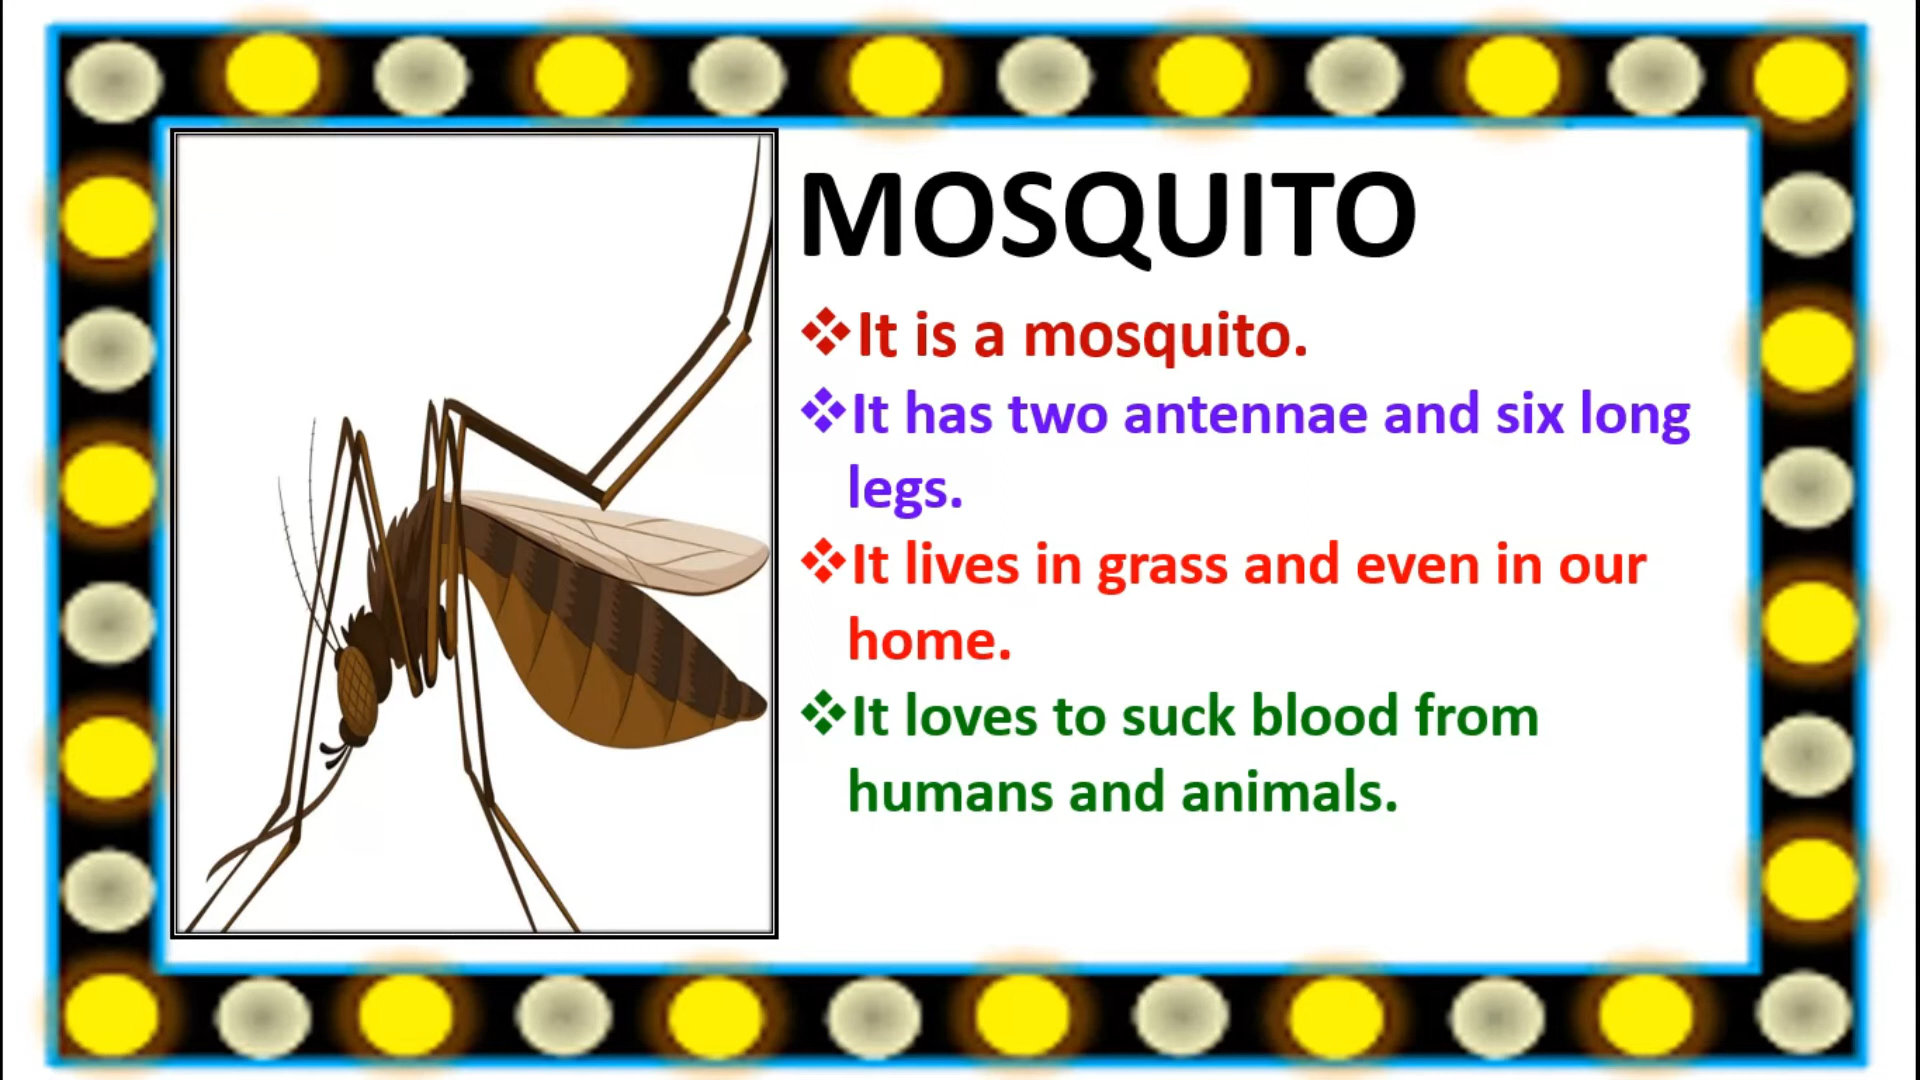 MOSQUITO
❖It is a mosquito.
❖It has two antennae and six long
legs.
❖It lives in grass and even in our
home.
❖It loves to suck blood from
humans and animals.